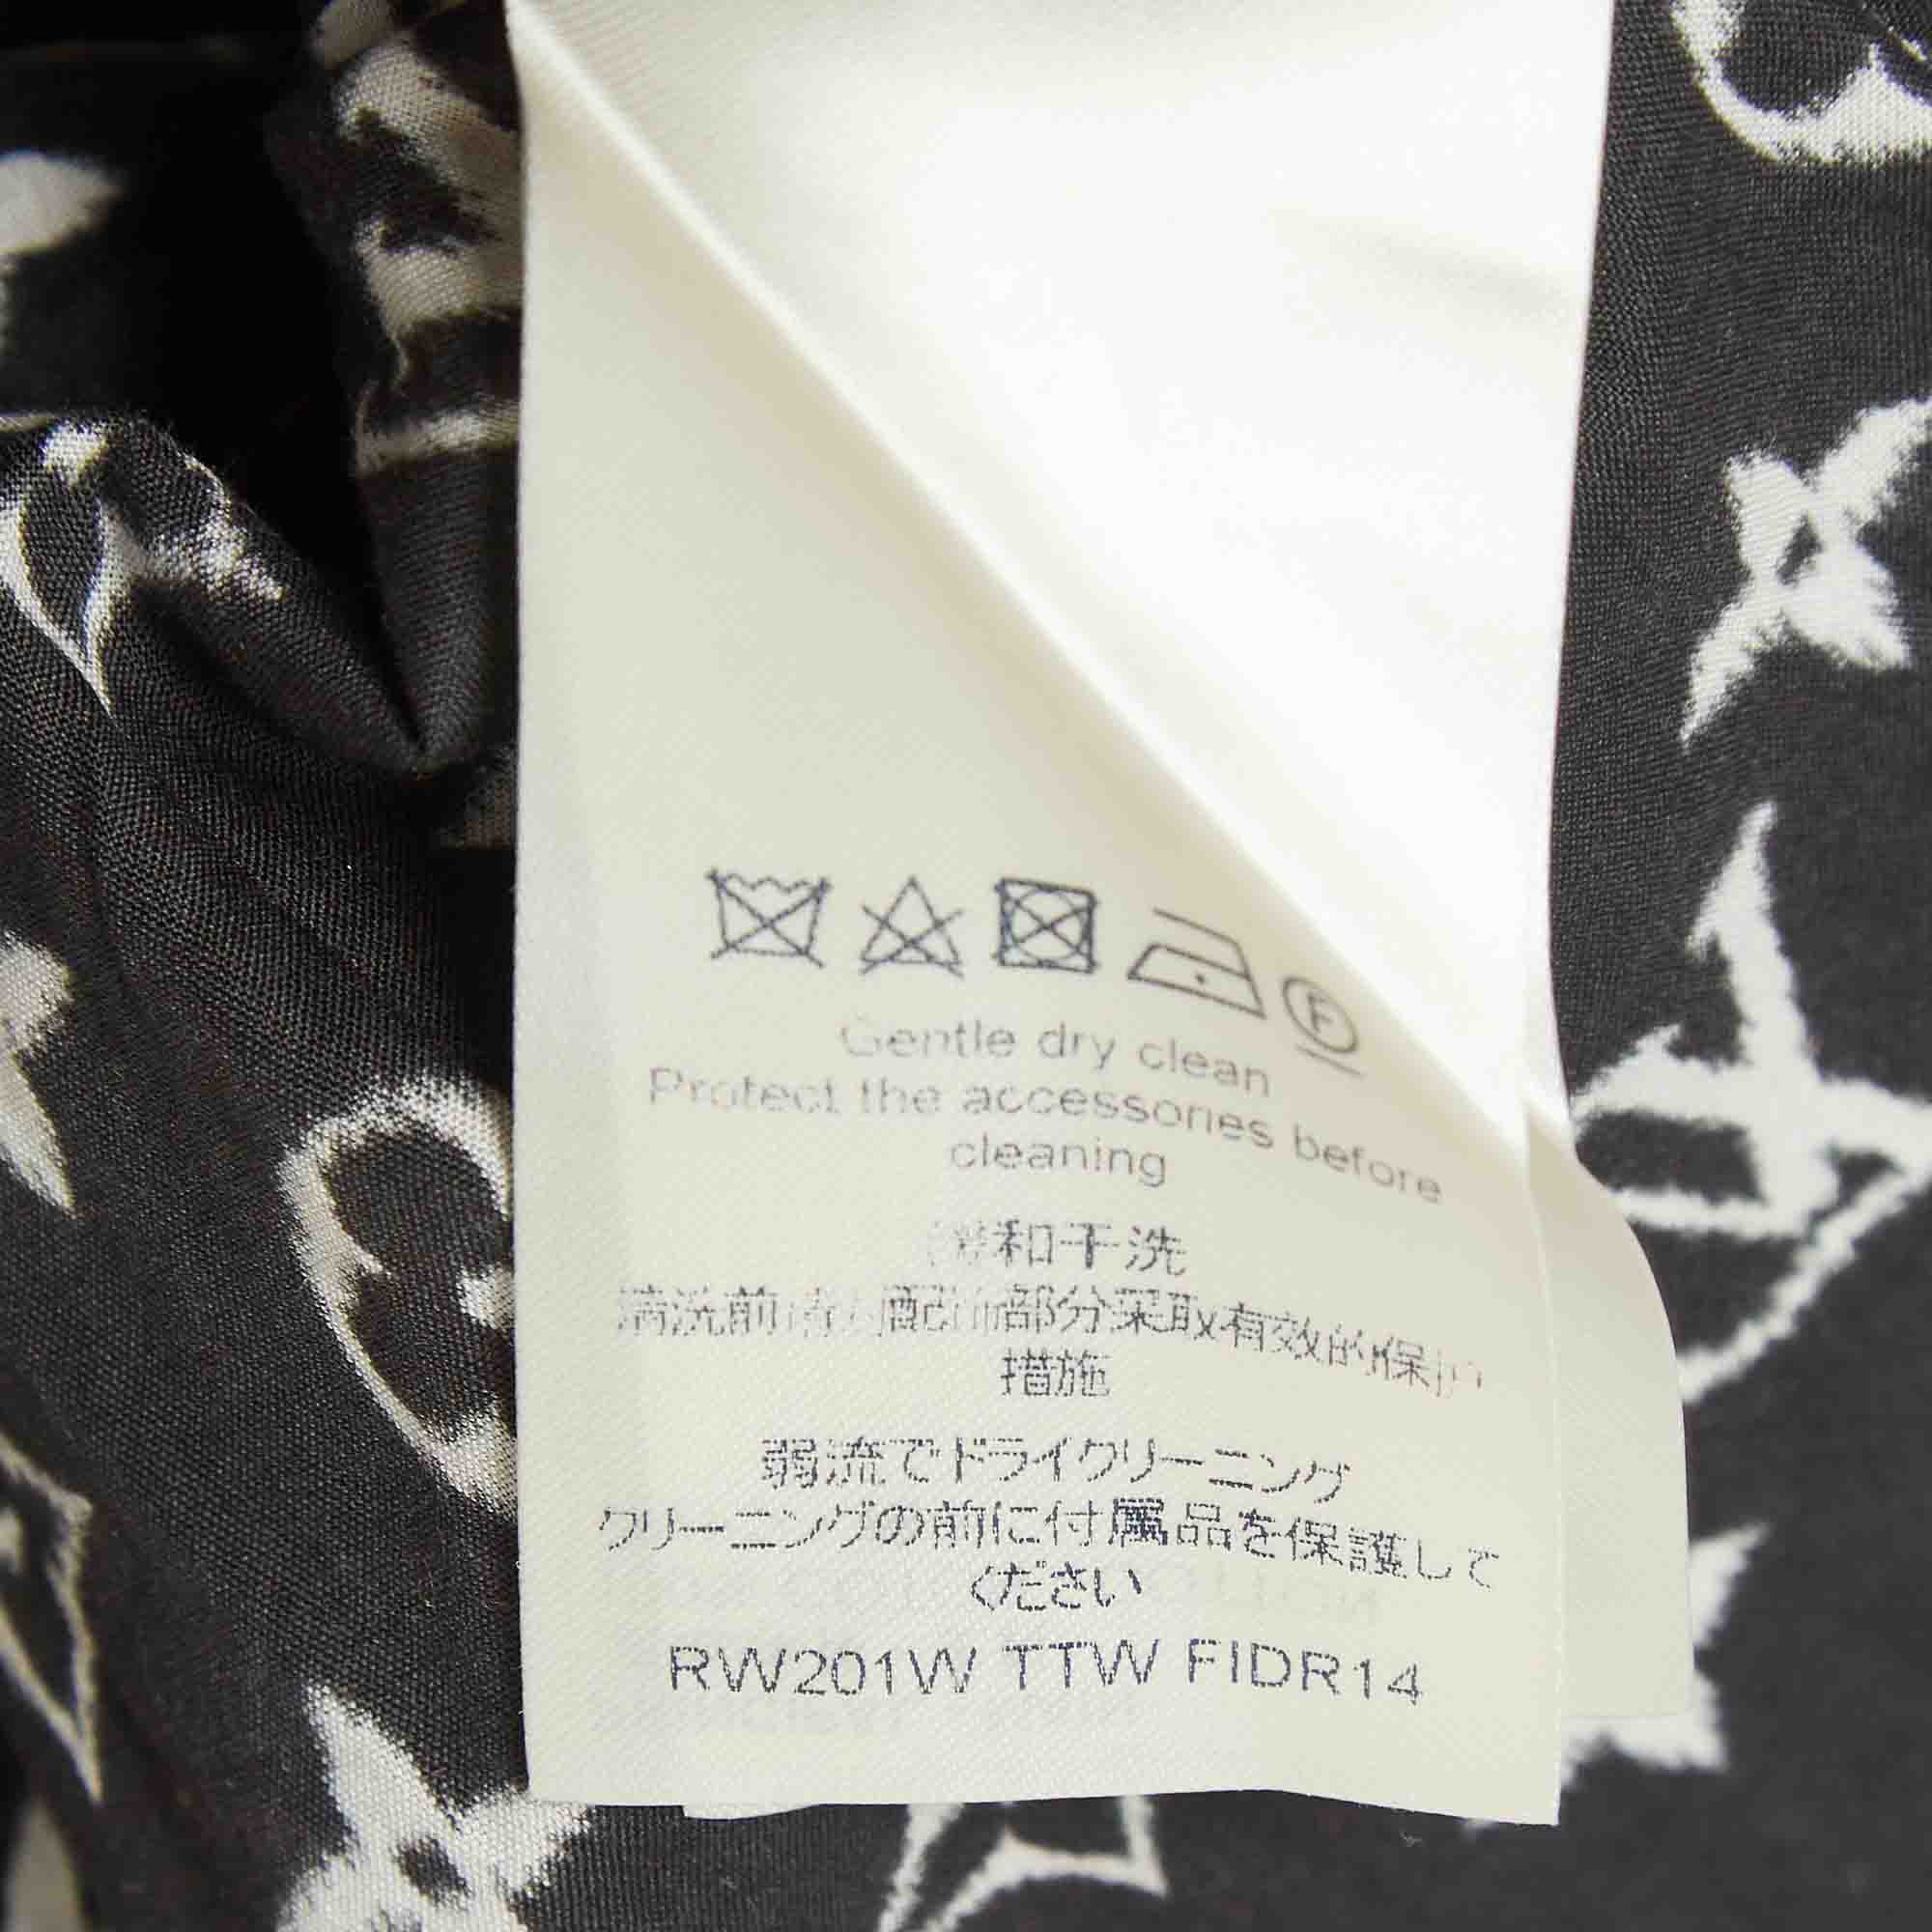 F
Gentle dry clean
Protect the accessories before
cleaning
和干洗
清洗前请对配饰部分采取有效的保护
措施
弱流でドライクリーニング
クリーニングの前に付属品を保護して
ください
RW201W TTW FIDR14